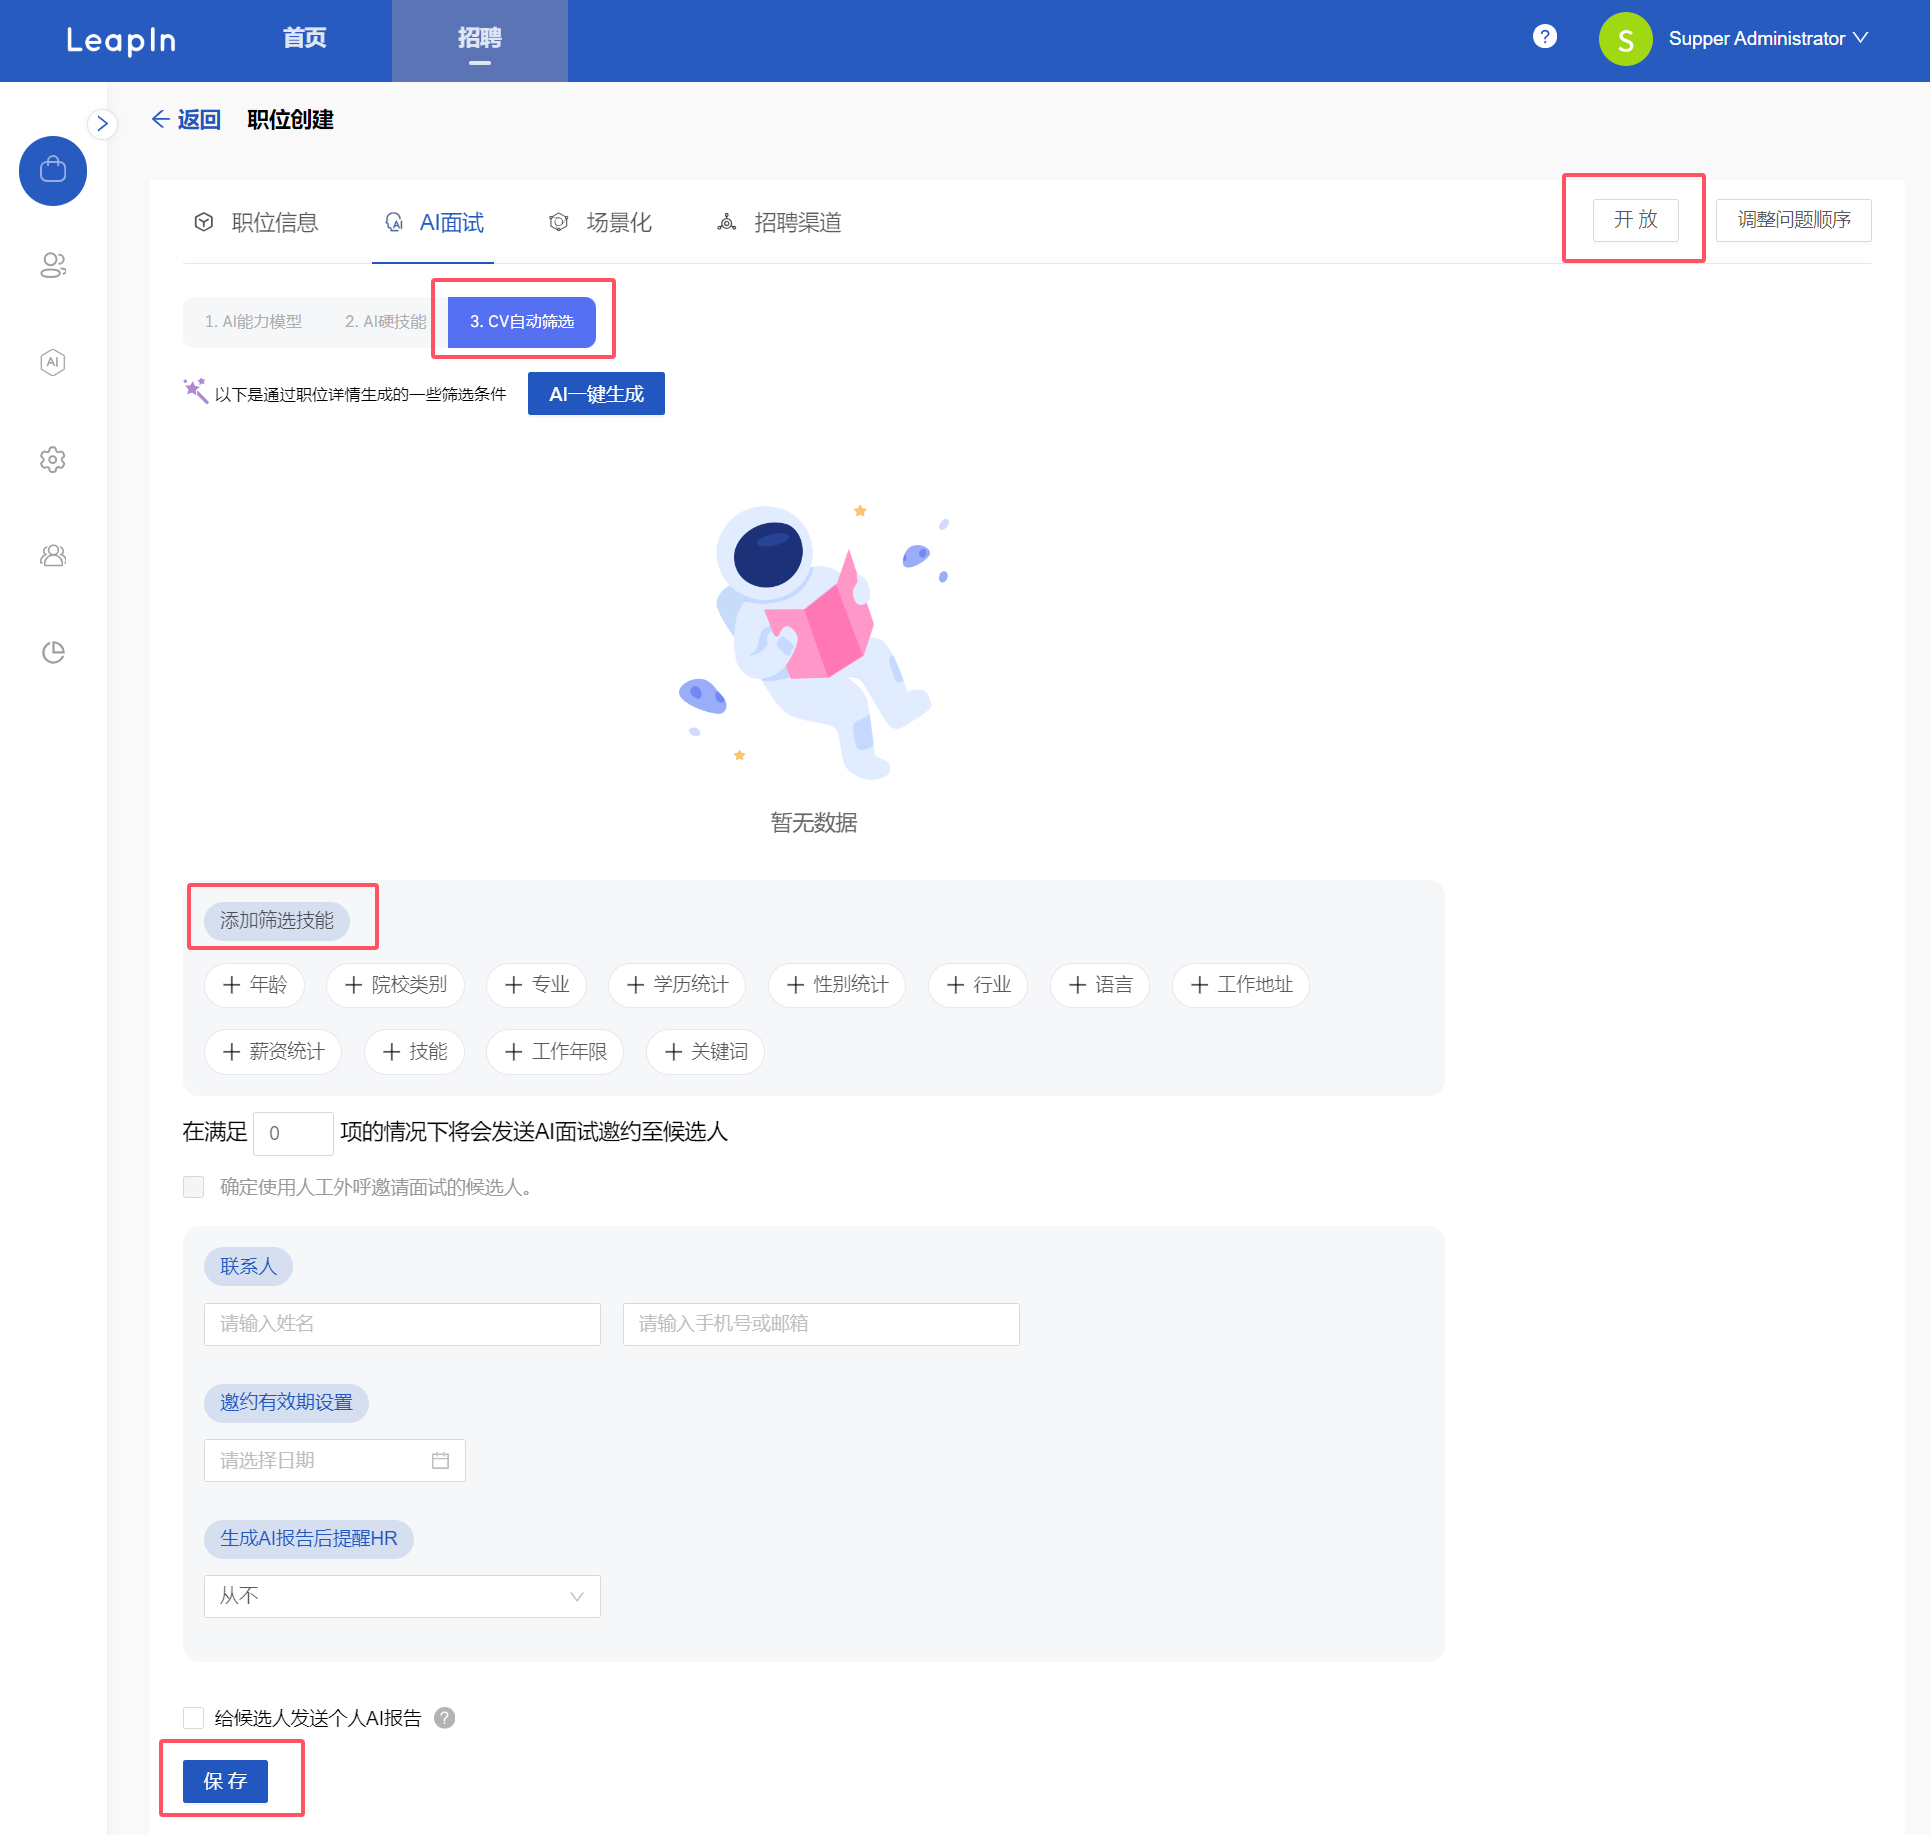 LeapIn 首页 招聘 ? S Supper Administrator
返回 职位创建
职位信息 AI面试 场景化 招聘渠道 开 放 调整问题顺序
1. AI能力模型 2. AI硬技能 3. CV自动筛选
以下是通过职位详情生成的一些筛选条件 AI一键生成
AI
暂无数据
添加筛选技能
年龄 院校类别 专业 学历统计 性别统计 行业 语言 工作地址
薪资统计 技能 工作年限 关键词
在满足 0 项的情况下将会发送AI面试邀约至候选人
确定使用人工外呼邀请面试的候选人。
联系人
请输入姓名 请输入手机号或邮箱
邀约有效期设置
请选择日期
生成AI报告后提醒HR
从不
给候选人发送个人AI报告 ?
保 存